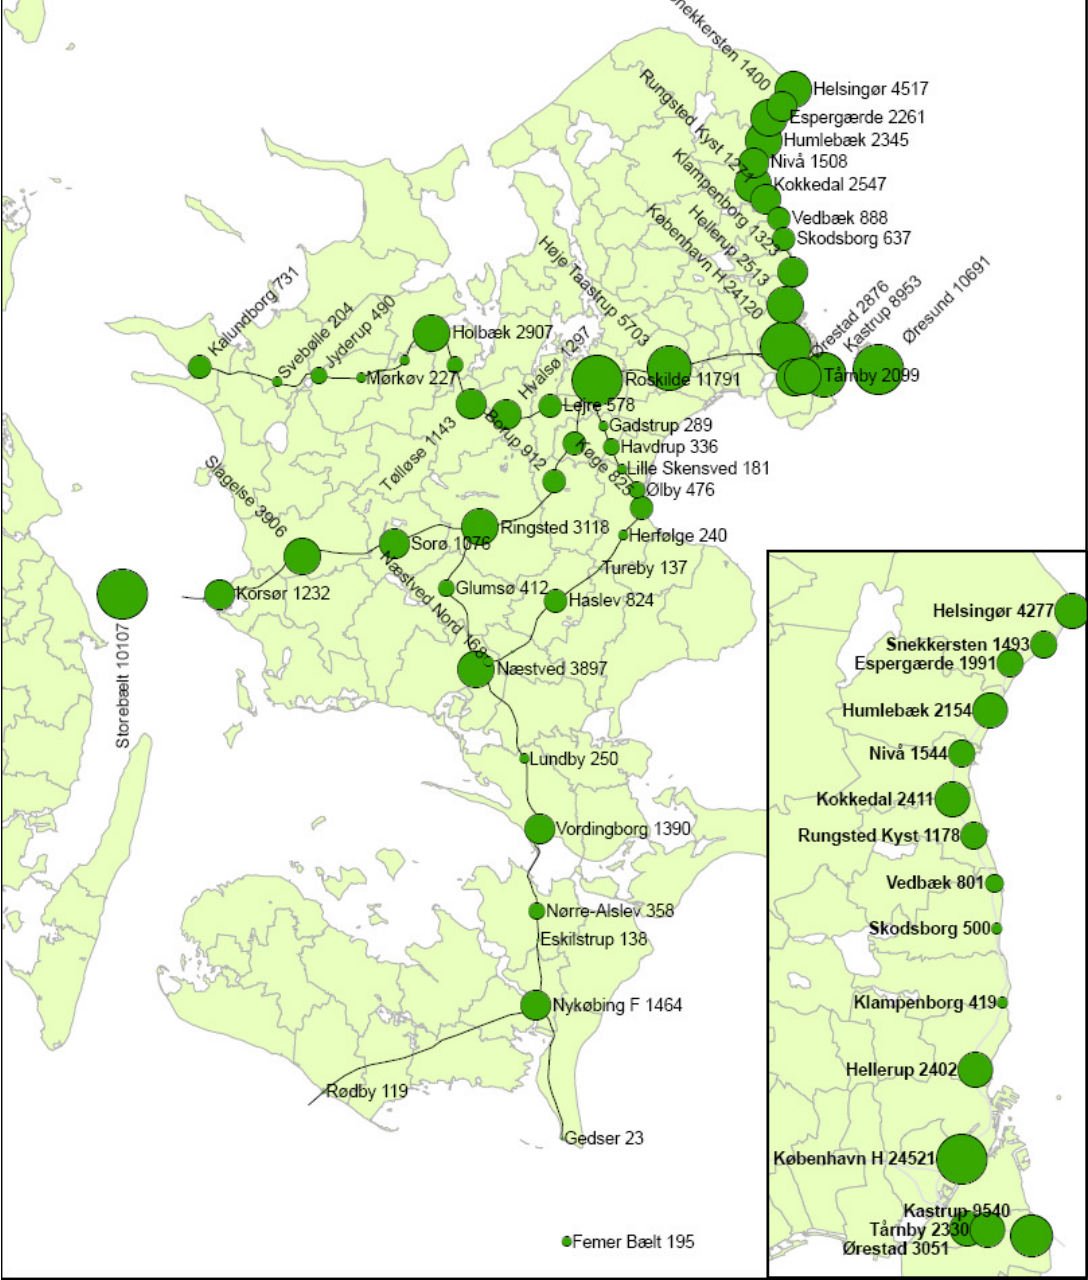 Snekkersten 1400
Helsingør 4517
Espergærde 2261
Humlebæk 2345
Nivå 1508
Rungsted Kyst
Kokkedal 2547
Vedbæk 888
Klampenborg 1323
Skodsborg 637
Hellerup 2513
København H 24120
Ørestad 2876
Kastrup 8953
Øresund 10691
Tårnby 2099
Høje Taastrup 5703
Roskilde 11791
Kalundborg 731
Svebølle 204
Jyderup 490
Mørkøv 227
Holbæk 2907
Hvalsø 1297
Lejre 578
Tølløse 1143
Borup 912
Køge 825
Gadstrup 289
Havdrup 336
Lille Skensved 181
Ølby 476
Slagelse 3906
Ringsted 3118
Sorø 1076
Herfølge 240
Tureby 137
Korsør 1232
Glumsø 412
Haslev 824
Næstved Nord
Næstved 3897
Storebælt 10107
Lundby 250
Vordingborg 1390
Nørre-Alslev 358
Eskilstrup 138
Nykøbing F 1464
Rødby 119
Gedser 23
Femer Bælt 195
Helsingør 4277
Snekkersten 1493
Espergærde 1991
Humlebæk 2154
Nivå 1544
Kokkedal 2411
Rungsted Kyst 1178
Vedbæk 801
Skodsborg 500
Klampenborg 419
Hellerup 2402
København H 24521
Kastrup 9540
Tårnby 2330
Ørestad 3051